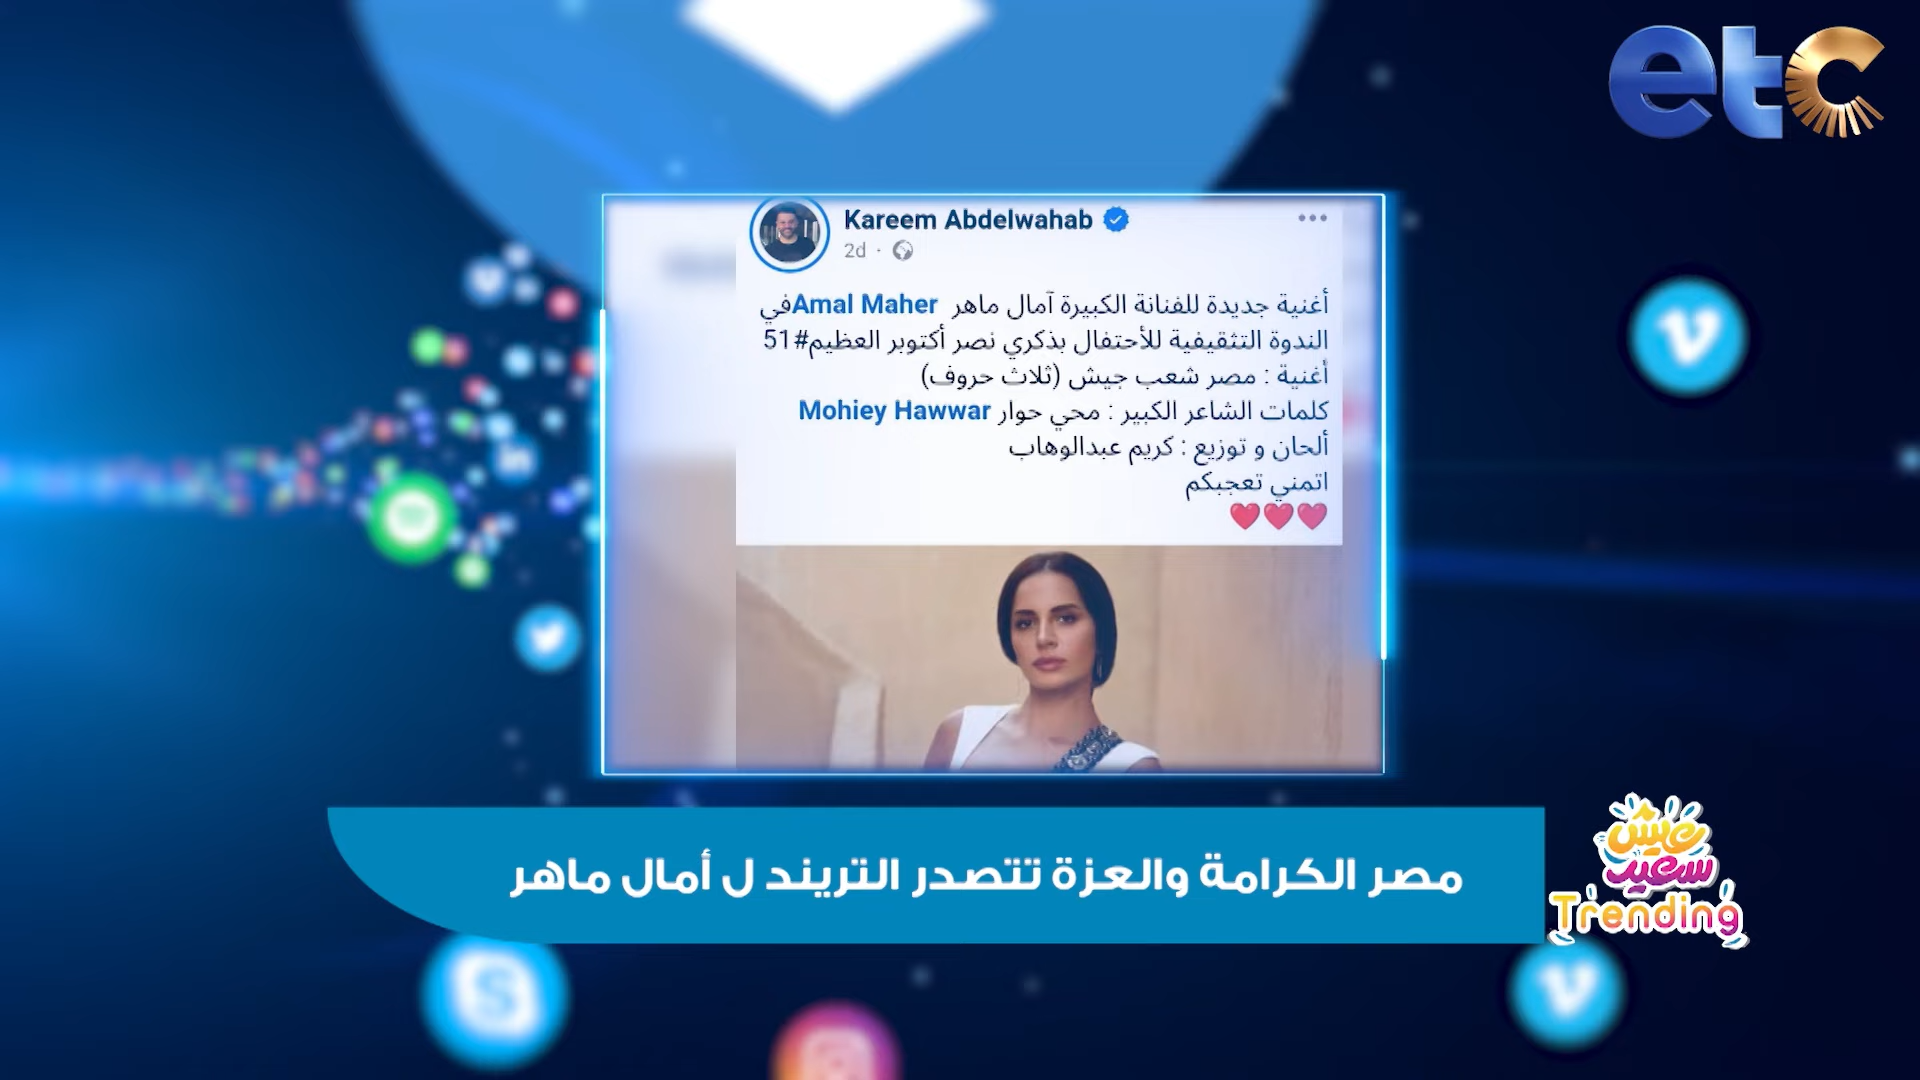 etc
Kareem Abdelwahab
2d ·
أغنية جديدة للفنانة الكبيرة آمال ماهر Amal Maherفي
الندوة التثقيفية للأحتفال بذكري نصر أكتوبر العظيم#51
أغنية : مصر شعب جيش (ثلاث حروف)
كلمات الشاعر الكبير : محي حوار Mohiey Hawwar
ألحان و توزيع : كريم عبدالوهاب
اتمني تعجبكم
❤️❤️❤️
مصر الكرامة والعزة تتصدر التريند ل أمال ماهر
عيش
سعيد
Trending